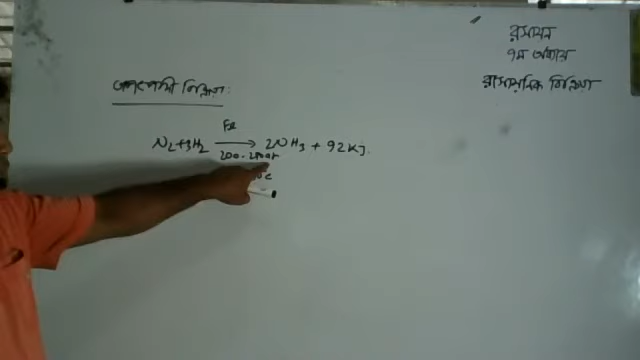 রসায়ন
৭ম অধ্যায়
রাসায়নিক বিক্রিয়া
তাপোৎপাদী বিক্রিয়া:
Fe
N2+3H2 → 2NH3 + 92KJ.
200-250atm